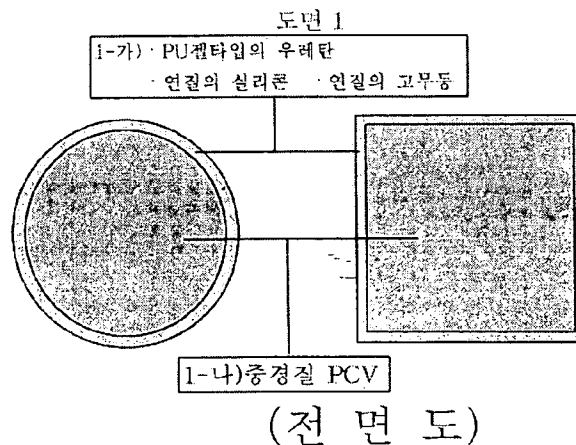 도면 1
1-가) · PU겔타입의 우레탄
· 연질의 실리콘 · 연질의 고무등
1-나)중경질 PCV
(전 면 도)